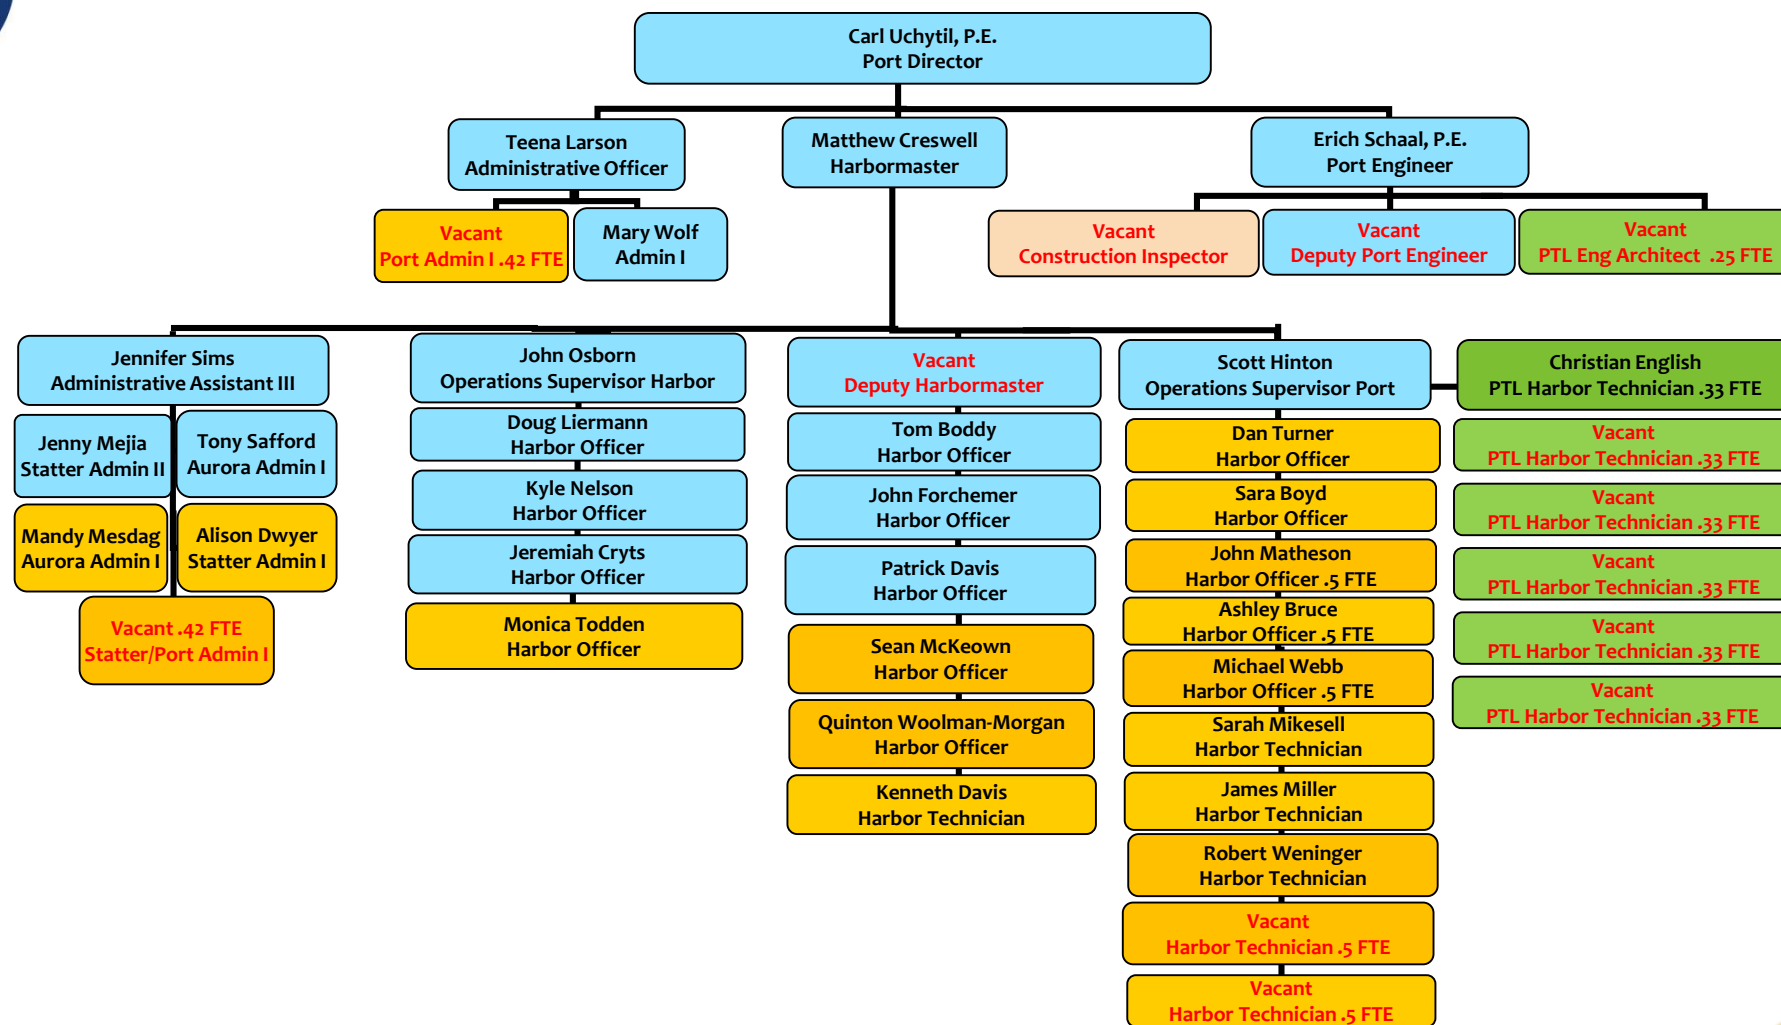 Carl Uchytil, P.E.
Port Director
Teena Larson
Administrative Officer
Matthew Creswell
Harbormaster
Erich Schaal, P.E.
Port Engineer
Vacant
Port Admin I .42 FTE
Mary Wolf
Admin I
Vacant
Construction Inspector
Vacant
Deputy Port Engineer
Vacant
PTL Eng Architect .25 FTE
Jennifer Sims
Administrative Assistant III
Jenny Mejia
Statter Admin II
Tony Safford
Aurora Admin I
Mandy Mesdag
Aurora Admin I
Alison Dwyer
Statter Admin I
Vacant .42 FTE
Statter/Port Admin I
John Osborn
Operations Supervisor Harbor
Doug Liermann
Harbor Officer
Kyle Nelson
Harbor Officer
Jeremiah Cryts
Harbor Officer
Monica Todden
Harbor Officer
Vacant
Deputy Harbormaster
Tom Boddy
Harbor Officer
John Forchemer
Harbor Officer
Patrick Davis
Harbor Officer
Sean McKeown
Harbor Officer
Quinton Woolman-Morgan
Harbor Officer
Kenneth Davis
Harbor Technician
Scott Hinton
Operations Supervisor Port
Dan Turner
Harbor Officer
Sara Boyd
Harbor Officer
John Matheson
Harbor Officer .5 FTE
Ashley Bruce
Harbor Officer .5 FTE
Michael Webb
Harbor Officer .5 FTE
Sarah Mikesell
Harbor Technician
James Miller
Harbor Technician
Robert Weninger
Harbor Technician
Vacant
Harbor Technician .5 FTE
Vacant
Harbor Technician .5 FTE
Christian English
PTL Harbor Technician .33 FTE
Vacant
PTL Harbor Technician .33 FTE
Vacant
PTL Harbor Technician .33 FTE
Vacant
PTL Harbor Technician .33 FTE
Vacant
PTL Harbor Technician .33 FTE
Vacant
PTL Harbor Technician .33 FTE